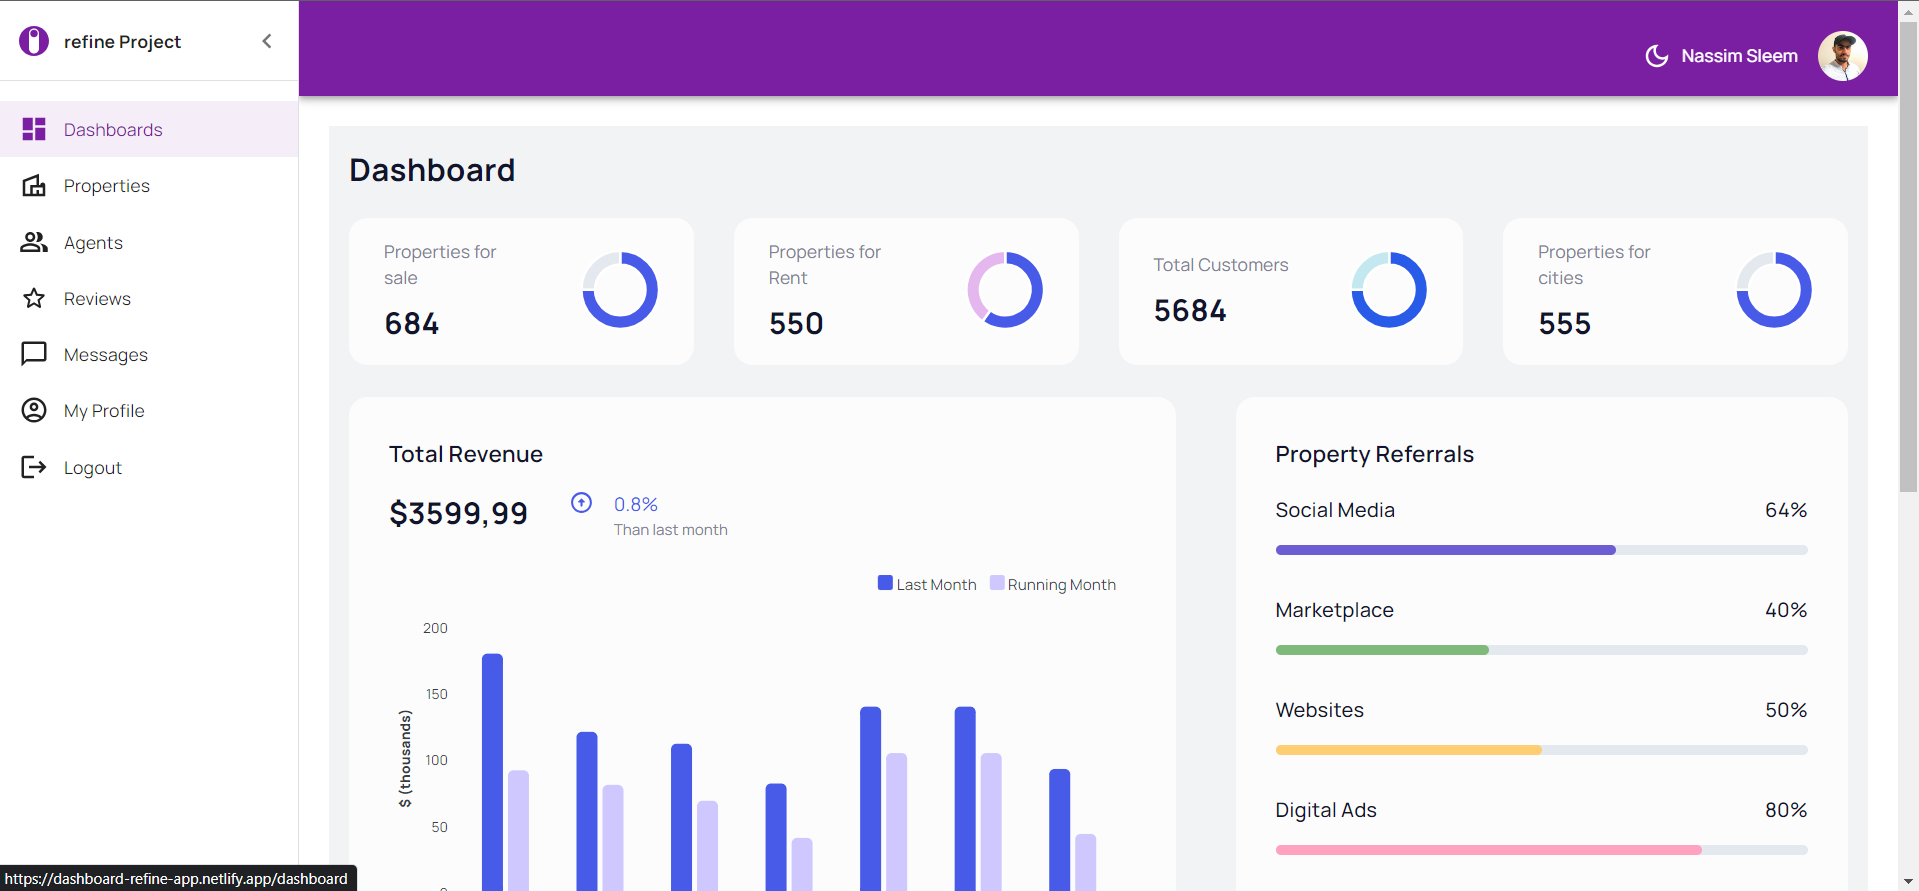 refine Project
Nassim Sleem
Dashboards
Properties
Agents
Reviews
Messages
My Profile
Logout
Dashboard
Properties for
sale
684
Properties for
Rent
550
Total Customers
5684
Properties for
cities
555
Total Revenue
$3599,99
0.8%
Than last month
Last Month
Running Month
200
150
100
50
$ (thousands)
Property Referrals
Social Media 64%
Marketplace 40%
Websites 50%
Digital Ads 80%
https://dashboard-refine-app.netlify.app/dashboard